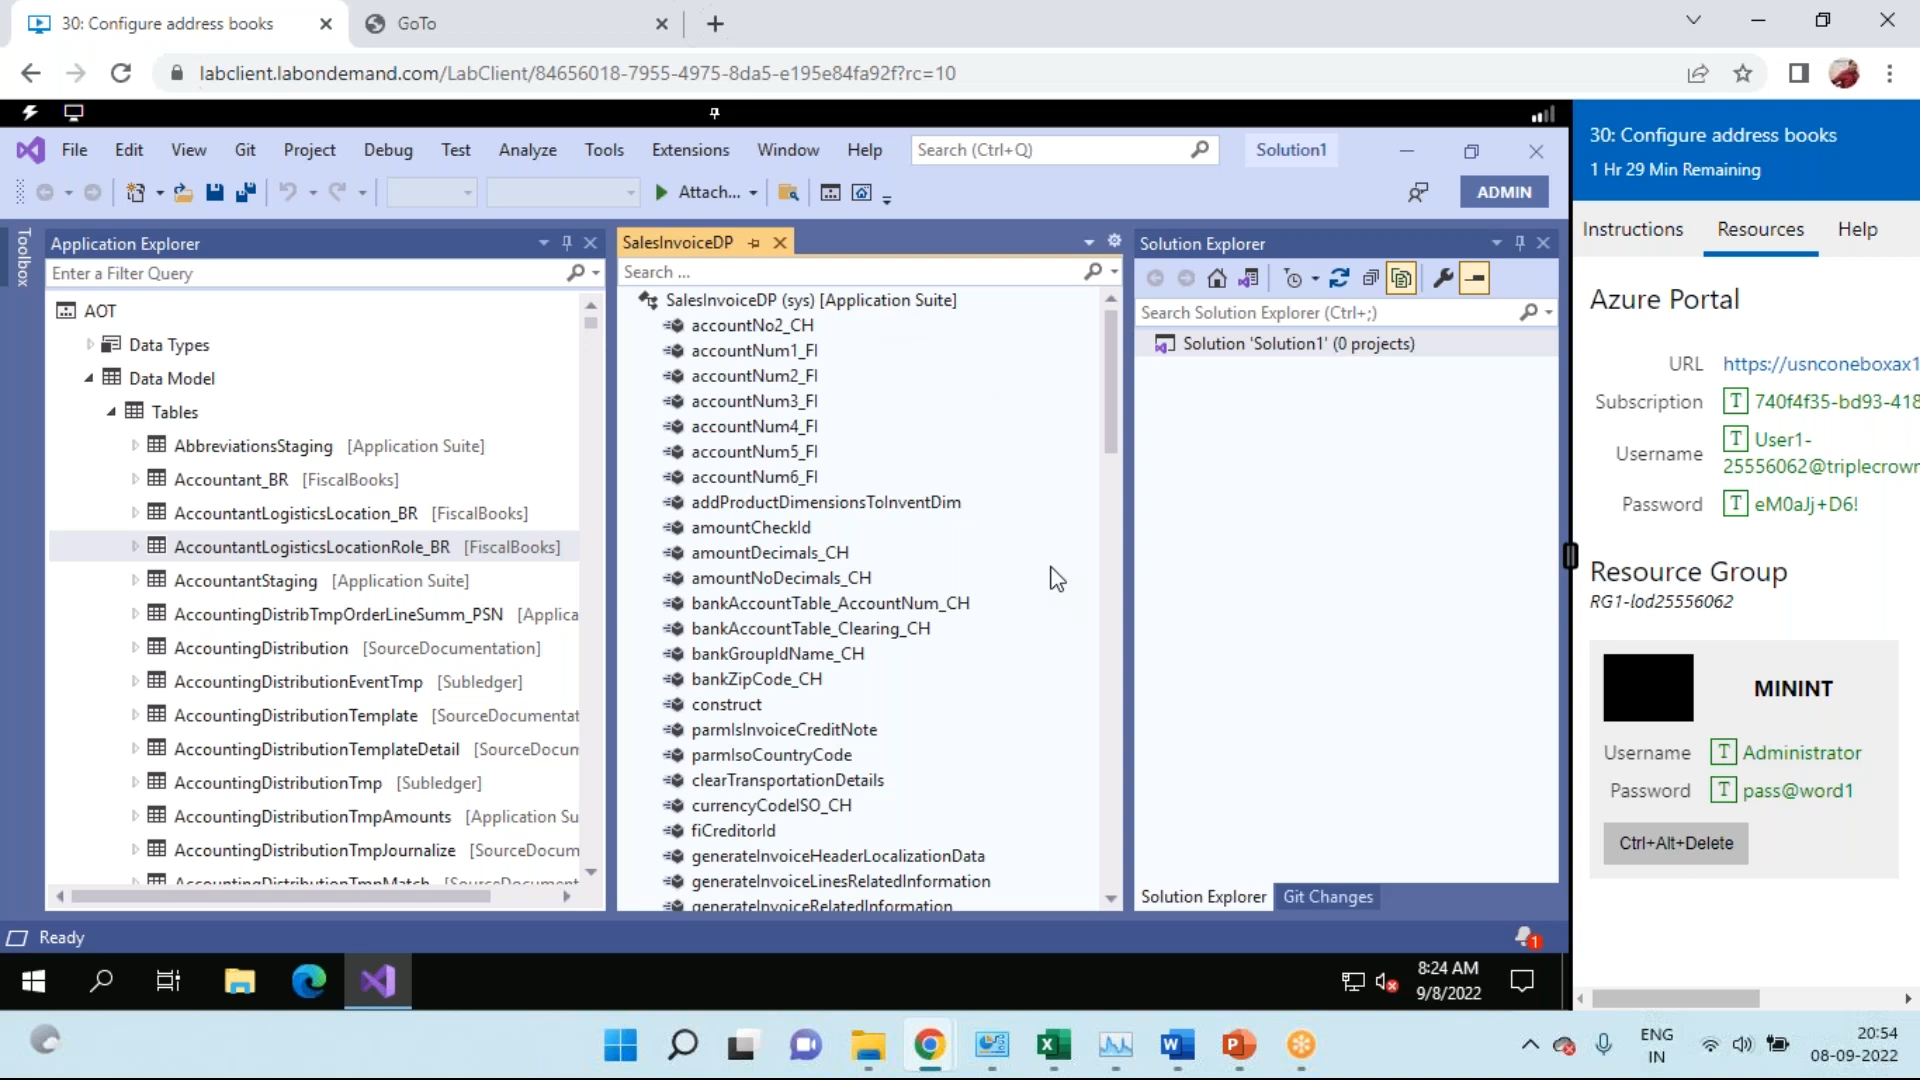 30: Configure address books
GoTo
labclient.labondemand.com/LabClient/84656018-7955-4975-8da5-e195e84fa92f?rc=10
File Edit View Git Project Debug Test Analyze Tools Extensions Window Help Search (Ctrl+Q) Solution1
Attach... ADMIN
Toolbox
Application Explorer
Enter a Filter Query
AOT
Data Types
Data Model
Tables
AbbreviationsStaging [Application Suite]
Accountant_BR [FiscalBooks]
AccountantLogisticsLocation_BR [FiscalBooks]
AccountantLogisticsLocationRole_BR [FiscalBooks]
AccountantStaging [Application Suite]
AccountingDistribTmpOrderLineSumm_PSN [Applica
AccountingDistribution [SourceDocumentation]
AccountingDistributionEventTmp [Subledger]
AccountingDistributionTemplate [SourceDocumentat
AccountingDistributionTemplateDetail [SourceDocum
AccountingDistributionTmp [Subledger]
AccountingDistributionTmpAmounts [Application Su
AccountingDistributionTmpJournalize [SourceDocum
AccountingDistributionTmpMatch [SourceDocument
SalesInvoiceDP
Search ...
SalesInvoiceDP (sys) [Application Suite]
accountNo2_CH
accountNum1_FI
accountNum2_FI
accountNum3_FI
accountNum4_FI
accountNum5_FI
accountNum6_FI
addProductDimensionsToInventDim
amountCheckId
amountDecimals_CH
amountNoDecimals_CH
bankAccountTable_AccountNum_CH
bankAccountTable_Clearing_CH
bankGroupIdName_CH
bankZipCode_CH
construct
parmIsInvoiceCreditNote
parmIsoCountryCode
clearTransportationDetails
currencyCodeISO_CH
fiCreditorId
generateInvoiceHeaderLocalizationData
generateInvoiceLinesRelatedInformation
generateInvoiceRelatedInformation
Solution Explorer
Search Solution Explorer (Ctrl+;)
Solution 'Solution1' (0 projects)
Solution Explorer Git Changes
Ready
1
8:24 AM
9/8/2022
30: Configure address books
1 Hr 29 Min Remaining
Instructions Resources Help
Azure Portal
URL https://usnconeboxax1
Subscription T 740f4f35-bd93-418
Username T User1-
25556062@triplecrown
Password T eM0aJj+D6!
Resource Group
RG1-lod25556062
MININT
Username T Administrator
Password T pass@word1
Ctrl+Alt+Delete
ENG
IN
20:54
08-09-2022